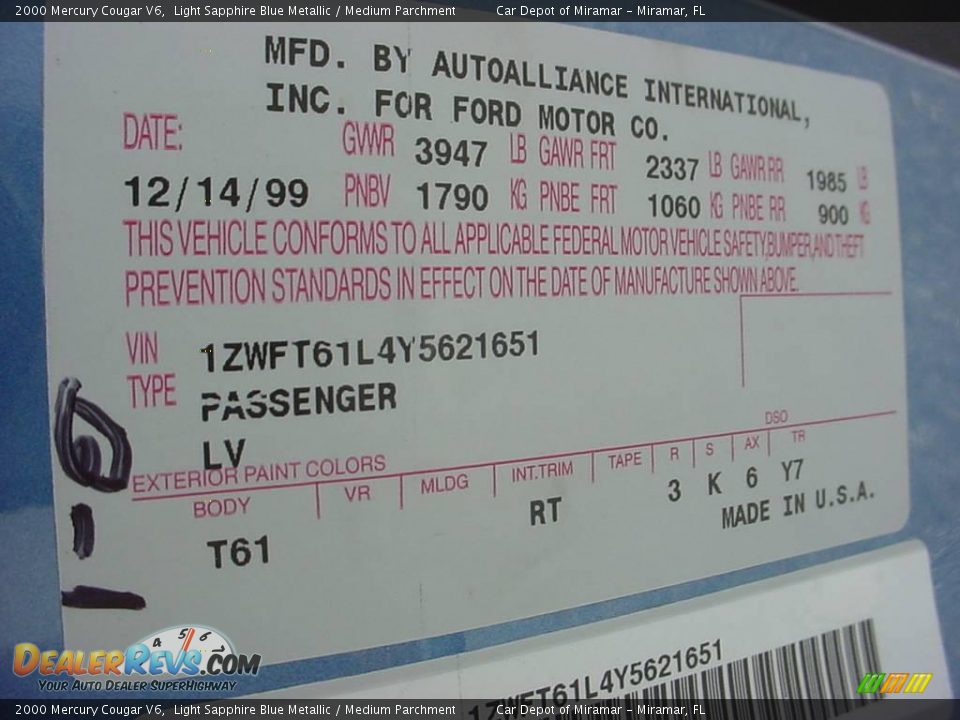 2000 Mercury Cougar V6, Light Sapphire Blue Metallic / Medium Parchment Car Depot of Miramar - Miramar, FL
MFD. BY AUTOALLIANCE INTERNATIONAL,
INC. FOR FORD MOTOR CO.
DATE: GVWR 3947 LB GAWR FRT 2337 LB GAWR RR 1985 LB
12/14/99 PNBV 1790 KG PNBE FRT 1060 KG PNBE RR 900 KG
THIS VEHICLE CONFORMS TO ALL APPLICABLE FEDERAL MOTOR VEHICLE SAFETY, BUMPER, AND THEFT
PREVENTION STANDARDS IN EFFECT ON THE DATE OF MANUFACTURE SHOWN ABOVE.
VIN 1ZWFT61L4Y5621651
TYPE PASSENGER
LV
EXTERIOR PAINT COLORS DSO
BODY VR MLDG INT.TRIM TAPE R S AX TR
T61 RT 3 K 6 Y7
MADE IN U.S.A.
1ZWFT61L4Y5621651
4 5 6
DEALERREVS.COM
YOUR AUTO DEALER SUPERHIGHWAY
2000 Mercury Cougar V6, Light Sapphire Blue Metallic / Medium Parchment Car Depot of Miramar - Miramar, FL